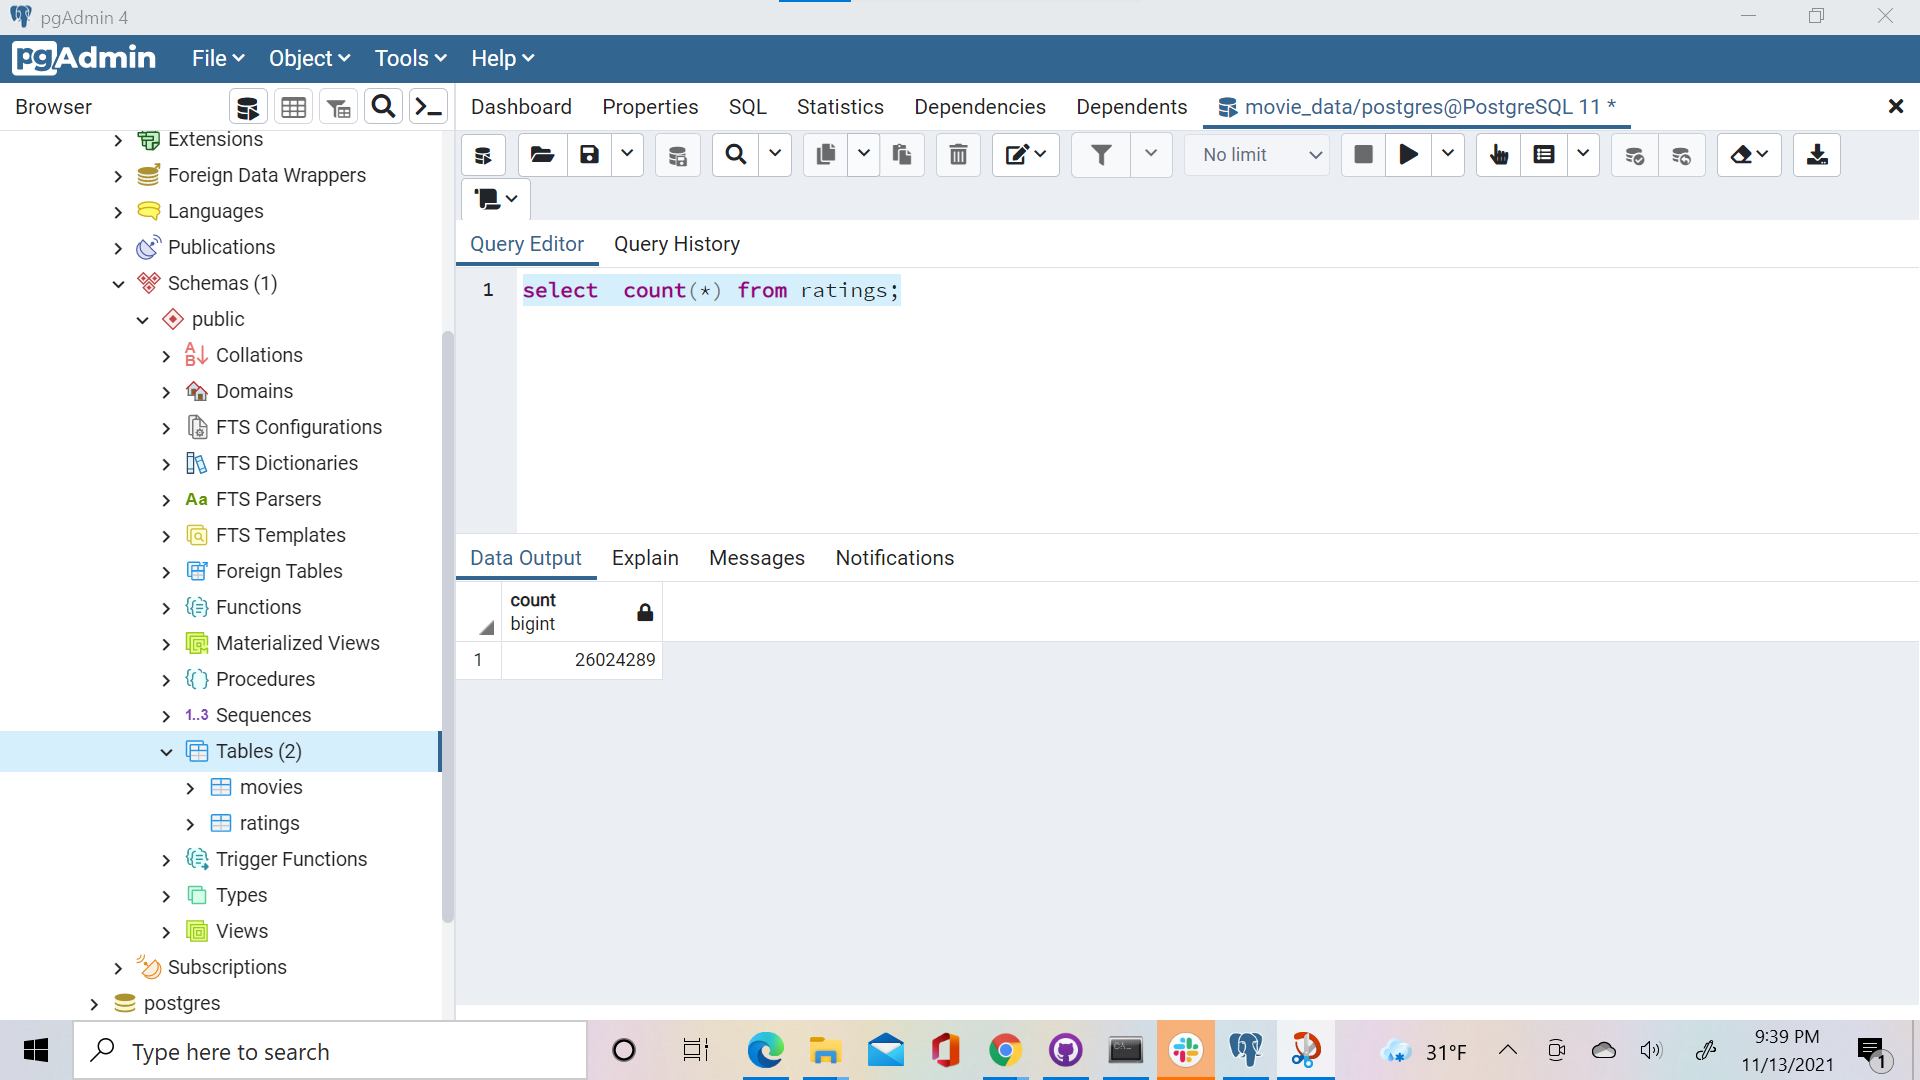 pgAdmin 4
pgAdmin File Object Tools Help
Browser
Dashboard Properties SQL Statistics Dependencies Dependents movie_data/postgres@PostgreSQL 11 *
No limit
Extensions
Foreign Data Wrappers
Languages
Publications
Schemas (1)
public
Collations
Domains
FTS Configurations
FTS Dictionaries
Aa FTS Parsers
FTS Templates
Foreign Tables
Functions
Materialized Views
Procedures
1..3 Sequences
Tables (2)
movies
ratings
Trigger Functions
Types
Views
Subscriptions
postgres
Query Editor Query History
1 select  count(*) from ratings;
Data Output Explain Messages Notifications
count
bigint
1 26024289
Type here to search
31°F
9:39 PM
11/13/2021
1